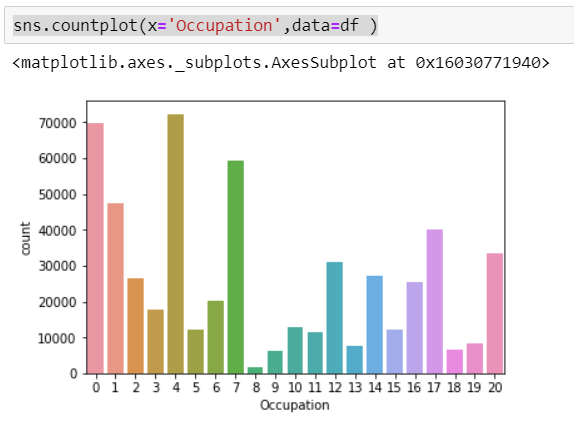 sns.countplot(x='Occupation',data=df )
<matplotlib.axes._subplots.AxesSubplot at 0x16030771940>
70000
60000
50000
40000
30000
20000
10000
0
count
0 1 2 3 4 5 6 7 8 9 10 11 12 13 14 15 16 17 18 19 20
Occupation